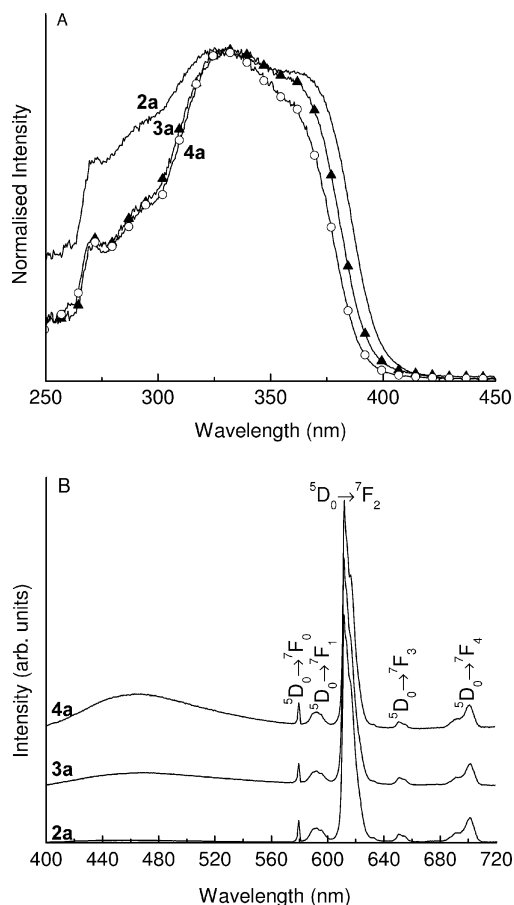 A
Normalised Intensity
2a
3a
4a
250 300 350 400 450
Wavelength (nm)
B
Intensity (arb. units)
⁵D₀→⁷F₀
⁵D₀→⁷F₁
⁵D₀→⁷F₂
⁵D₀→⁷F₃
⁵D₀→⁷F₄
4a
3a
2a
400 440 480 520 560 600 640 680 720
Wavelength (nm)